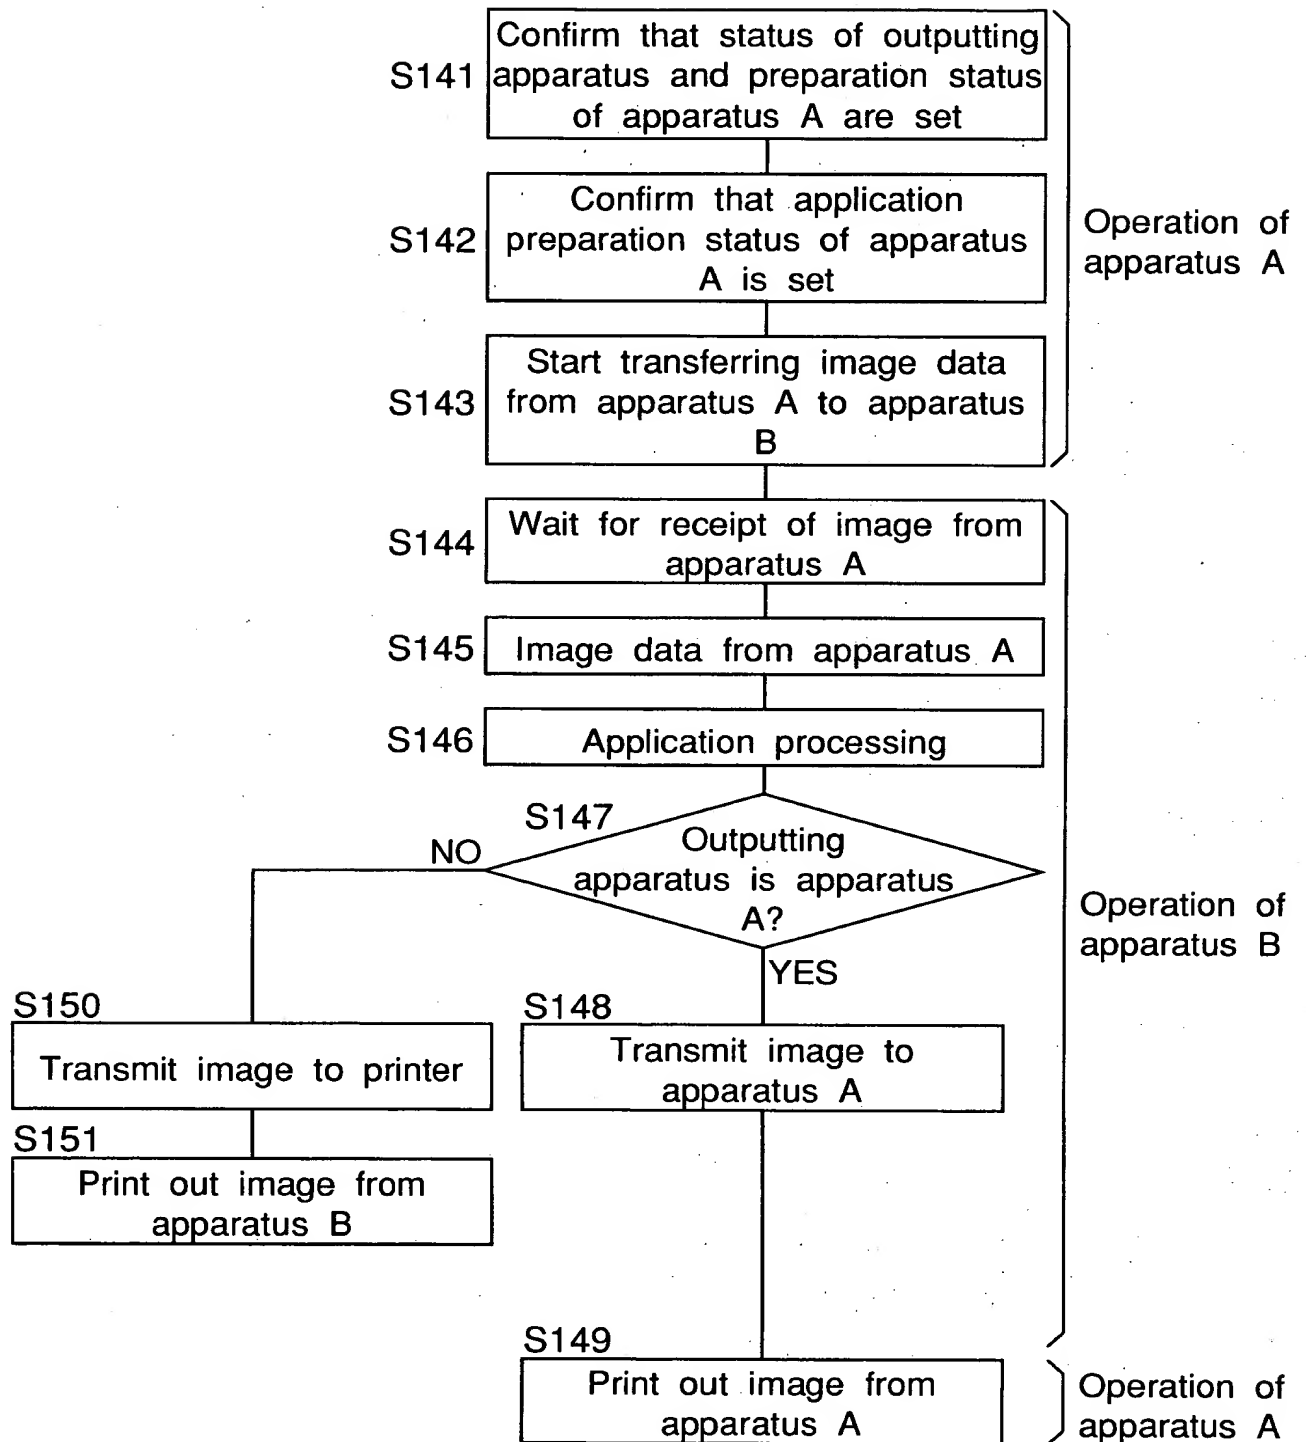 Confirm that status of outputting
S141
apparatus and preparation status
of apparatus A are set
Confirm that application
S142
preparation status of apparatus
A is set
Operation of
apparatus A
Start transferring image data
S143
from apparatus A to apparatus
B
Wait for receipt of image from
S144
apparatus A
S145
Image data from apparatus A
S146
Application processing
S147
Outputting
apparatus is apparatus
A?
NO
YES
Operation of
apparatus B
S150
Transmit image to printer
S148
Transmit image to
apparatus A
S151
Print out image from
apparatus B
S149
Print out image from
apparatus A
Operation of
apparatus A